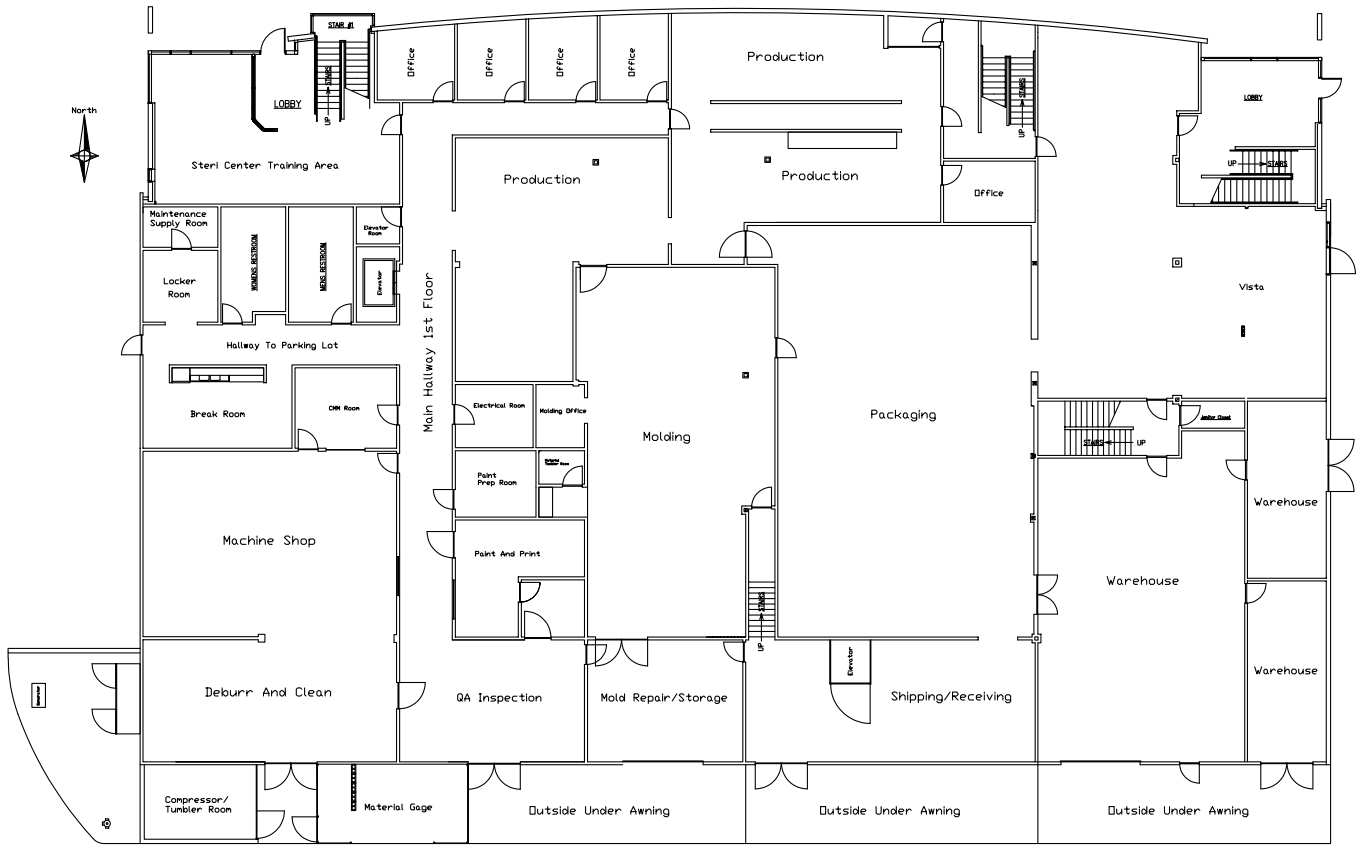 STAIR #1
Office
Office
Office
Office
Production
STAIRS
UP
LOBBY
North
Steri Center Training Area
Production
Production
STAIRS
UP
LOBBY
UP
STAIRS
Office
Maintenance
Supply Room
WOMENS RESTROOM
MENS RESTROOM
Elevator
Room
Elevator
Locker
Room
Vista
Hallway To Parking Lot
Main Hallway 1st Floor
Break Room
CMM Room
Electrical Room
Molding Office
Molding
Packaging
STAIRS
UP
Janitor Closet
Material
Tumbler Room
Paint
Prep Room
Warehouse
Machine Shop
Paint And Print
Warehouse
STAIRS
UP
Elevator
Warehouse
Generator
Deburr And Clean
QA Inspection
Mold Repair/Storage
Shipping/Receiving
Compressor/
Tumbler Room
Material Gage
Outside Under Awning
Outside Under Awning
Outside Under Awning